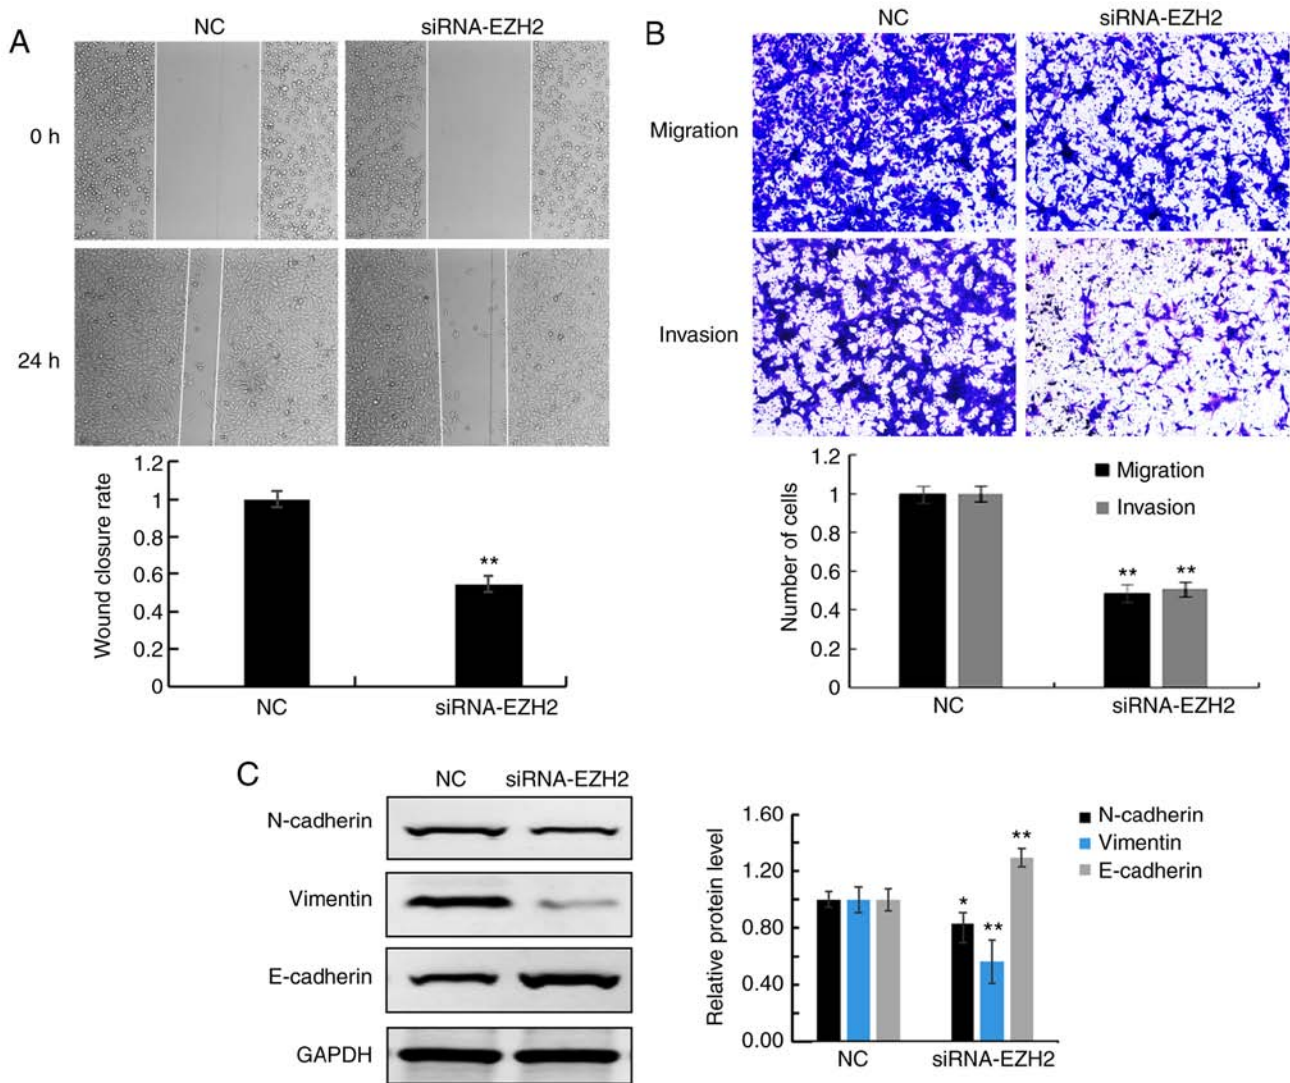 A
NC
siRNA-EZH2
0 h
24 h
1.2
1
0.8
0.6
0.4
0.2
0
Wound closure rate
**
NC
siRNA-EZH2
B
NC
siRNA-EZH2
Migration
Invasion
1.2
1
0.8
0.6
0.4
0.2
0
Number of cells
Migration
Invasion
**
**
NC
siRNA-EZH2
C
NC
siRNA-EZH2
N-cadherin
Vimentin
E-cadherin
GAPDH
1.60
1.20
0.80
0.40
0.00
Relative protein level
N-cadherin
Vimentin
E-cadherin
*
**
**
NC
siRNA-EZH2